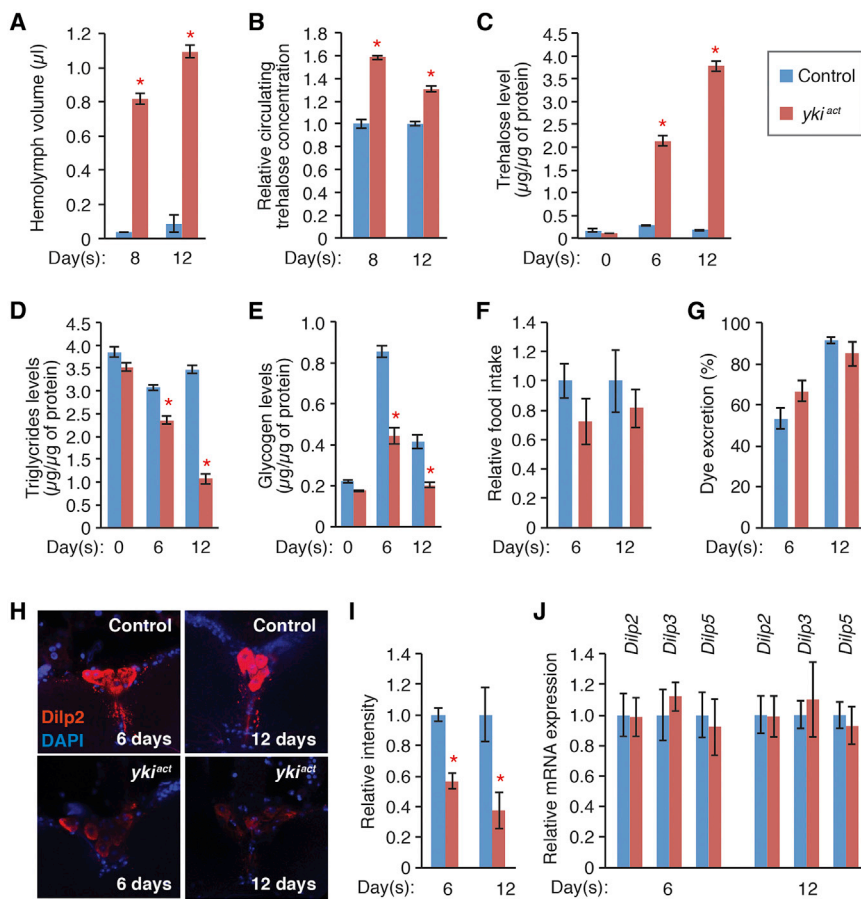 A
Hemolymph volume (µl)
1.2
1.0
0.8
0.6
0.4
0.2
0
*
*
Day(s): 8 12
B
Relative circulating
trehalose concentration
1.8
1.6
1.4
1.2
1.0
0.8
0.6
0.4
0.2
0
*
*
Day(s): 8 12
C
Trehalose level
(µg/µg of protein)
4.5
4.0
3.5
3.0
2.5
2.0
1.5
1.0
0.5
0
*
*
Day(s): 0 6 12
Control
yki act
D
Triglycrides levels
(µg/µg of protein)
4.5
4.0
3.5
3.0
2.5
2.0
1.5
1.0
0.5
0
*
*
Day(s): 0 6 12
E
Glycogen levels
(µg/µg of protein)
1.0
0.8
0.6
0.4
0.2
0
*
*
Day(s): 0 6 12
F
Relative food intake
1.4
1.2
1.0
0.8
0.6
0.4
0.2
0
Day(s): 6 12
G
Dye excretion (%)
100
80
60
40
20
0
Day(s): 6 12
H
Control
Control
Dilp2
DAPI
6 days
12 days
yki act
yki act
6 days
12 days
I
Relative intensity
1.4
1.2
1.0
0.8
0.6
0.4
0.2
0
*
*
Day(s): 6 12
J
Dilp2 Dilp3 Dilp5 Dilp2 Dilp3 Dilp5
Relative mRNA expression
1.4
1.2
1.0
0.8
0.6
0.4
0.2
0
Day(s): 6 12